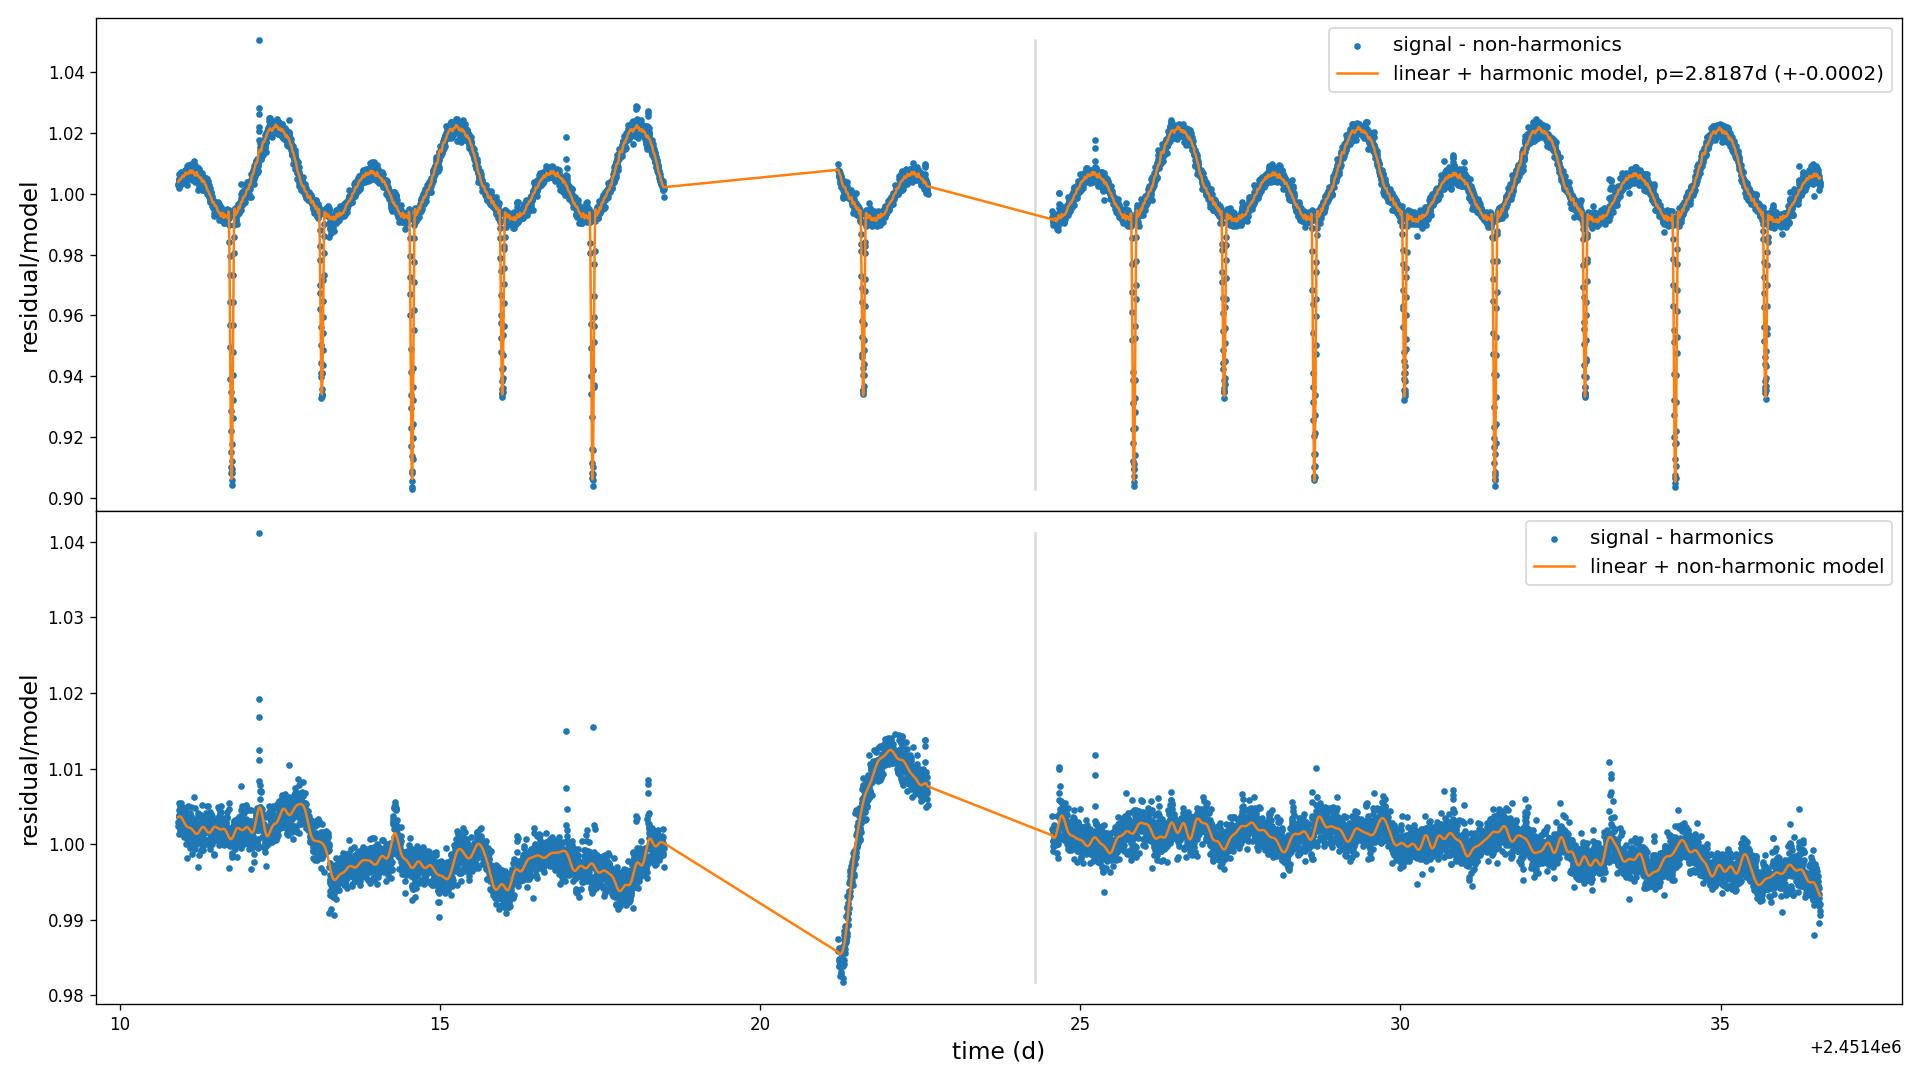 signal - non-harmonics
linear + harmonic model, p=2.8187d (+-0.0002)
residual/model
1.04
1.02
1.00
0.98
0.96
0.94
0.92
0.90
signal - harmonics
linear + non-harmonic model
residual/model
1.04
1.03
1.02
1.01
1.00
0.99
0.98
10
15
20
25
30
35
time (d)
+2.4514e6